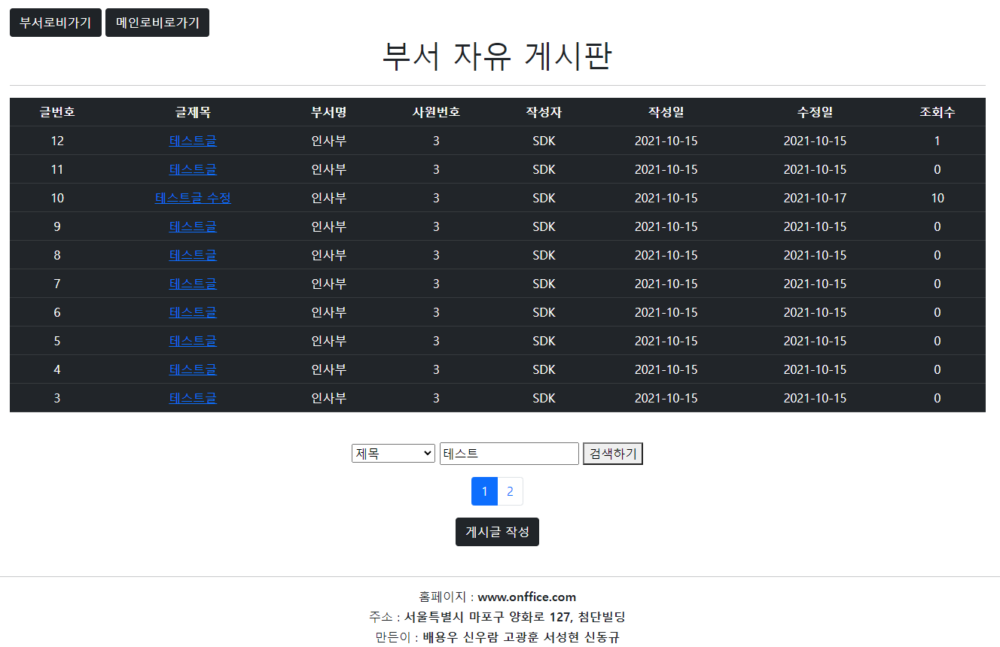 부서로비가기 메인로비로가기
부서 자유 게시판
글번호 글제목 부서명 사원번호 작성자 작성일 수정일 조회수
12 테스트글 인사부 3 SDK 2021-10-15 2021-10-15 1
11 테스트글 인사부 3 SDK 2021-10-15 2021-10-15 0
10 테스트글 수정 인사부 3 SDK 2021-10-15 2021-10-17 10
9 테스트글 인사부 3 SDK 2021-10-15 2021-10-15 0
8 테스트글 인사부 3 SDK 2021-10-15 2021-10-15 0
7 테스트글 인사부 3 SDK 2021-10-15 2021-10-15 0
6 테스트글 인사부 3 SDK 2021-10-15 2021-10-15 0
5 테스트글 인사부 3 SDK 2021-10-15 2021-10-15 0
4 테스트글 인사부 3 SDK 2021-10-15 2021-10-15 0
3 테스트글 인사부 3 SDK 2021-10-15 2021-10-15 0
제목 테스트 검색하기
1 2
게시글 작성
홈페이지 : www.onffice.com
주소 : 서울특별시 마포구 양화로 127, 첨단빌딩
만든이 : 배용우 신우람 고광훈 서성현 신동규